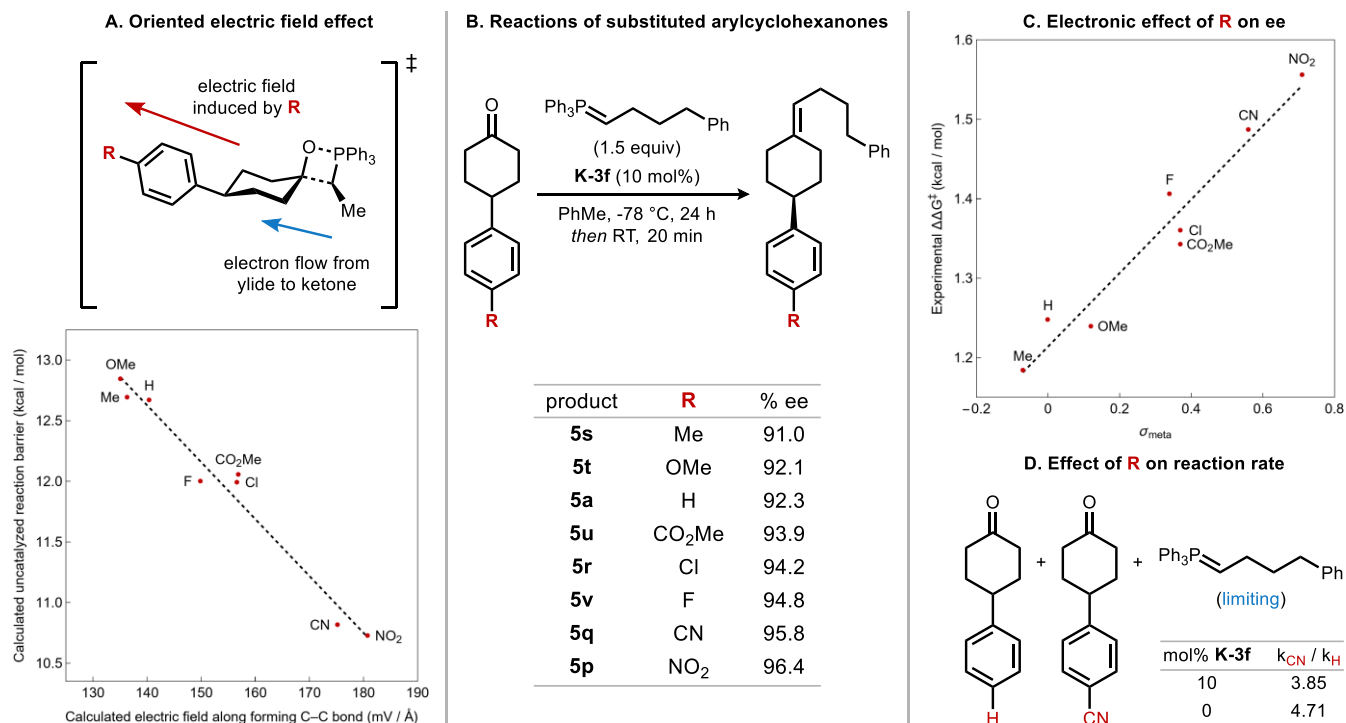 A. Oriented electric field effect
‡
electric field
induced by R
R
O
PPh3
Me
electron flow from
ylide to ketone
Calculated uncatalyzed reaction barrier (kcal / mol)
13.0
12.5
12.0
11.5
11.0
10.5
OMe
Me
H
CO2Me
F
Cl
CN
NO2
130 140 150 160 170 180 190
Calculated electric field along forming C–C bond (mV / Å)
B. Reactions of substituted arylcyclohexanones
O
R
Ph3P
Ph
(1.5 equiv)
K-3f (10 mol%)
PhMe, -78 °C, 24 h
then RT, 20 min
Ph
R
product R % ee
5s Me 91.0
5t OMe 92.1
5a H 92.3
5u CO2Me 93.9
5r Cl 94.2
5v F 94.8
5q CN 95.8
5p NO2 96.4
C. Electronic effect of R on ee
Experimental ΔΔG‡ (kcal / mol)
1.6
1.5
1.4
1.3
1.2
NO2
CN
F
Cl
CO2Me
H
OMe
Me
−0.2 0 0.2 0.4 0.6 0.8
σmeta
D. Effect of R on reaction rate
O
H
+
O
CN
+
Ph3P
Ph
(limiting)
mol% K-3f kCN / kH
10 3.85
0 4.71